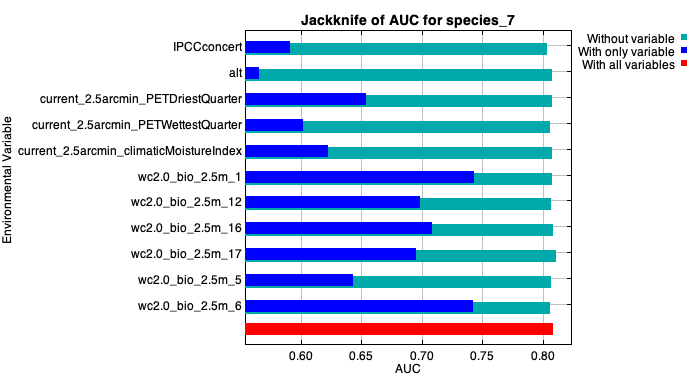 Jackknife of AUC for species_7
Without variable
With only variable
With all variables
Environmental Variable
IPCCconcert
alt
current_2.5arcmin_PETDriestQuarter
current_2.5arcmin_PETWettestQuarter
current_2.5arcmin_climaticMoistureIndex
wc2.0_bio_2.5m_1
wc2.0_bio_2.5m_12
wc2.0_bio_2.5m_16
wc2.0_bio_2.5m_17
wc2.0_bio_2.5m_5
wc2.0_bio_2.5m_6
0.60 0.65 0.70 0.75 0.80
AUC